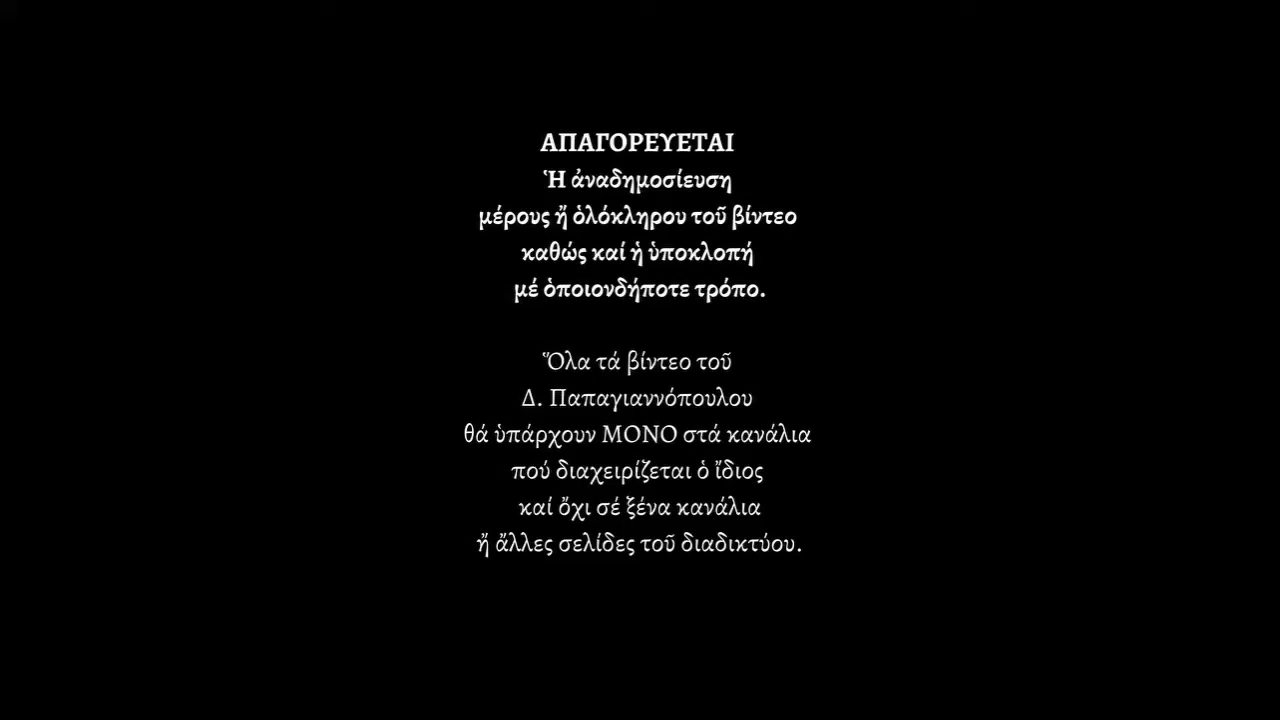 ΑΠΑΓΟΡΕΥΕΤΑΙ
Ἡ ἀναδημοσίευση
μέρους ἤ ὁλόκληρου τοῦ βίντεο
καθώς καί ἡ ὑποκλοπή
μέ ὁποιονδήποτε τρόπο.
Ὅλα τά βίντεο τοῦ
Δ. Παπαγιαννόπουλου
θά ὑπάρχουν ΜΟΝΟ στά κανάλια
πού διαχειρίζεται ὁ ἴδιος
καί ὄχι σέ ξένα κανάλια
ἤ ἄλλες σελίδες τοῦ διαδικτύου.